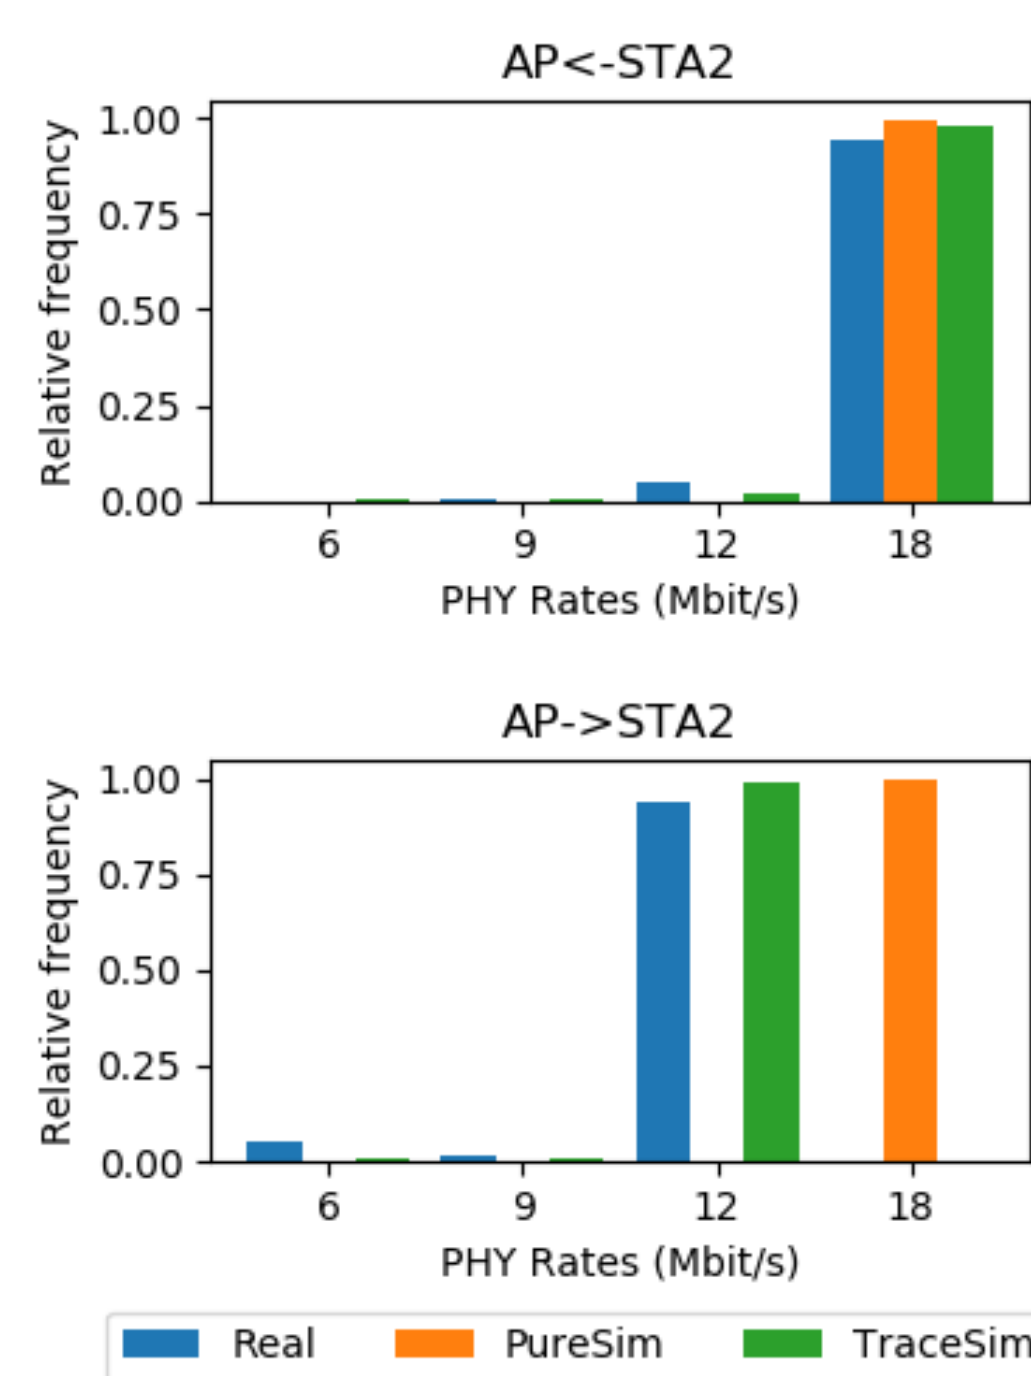 AP<-STA2
Relative frequency
1.00
0.75
0.50
0.25
0.00
6 9 12 18
PHY Rates (Mbit/s)
AP->STA2
Relative frequency
1.00
0.75
0.50
0.25
0.00
6 9 12 18
PHY Rates (Mbit/s)
Real PureSim TraceSim